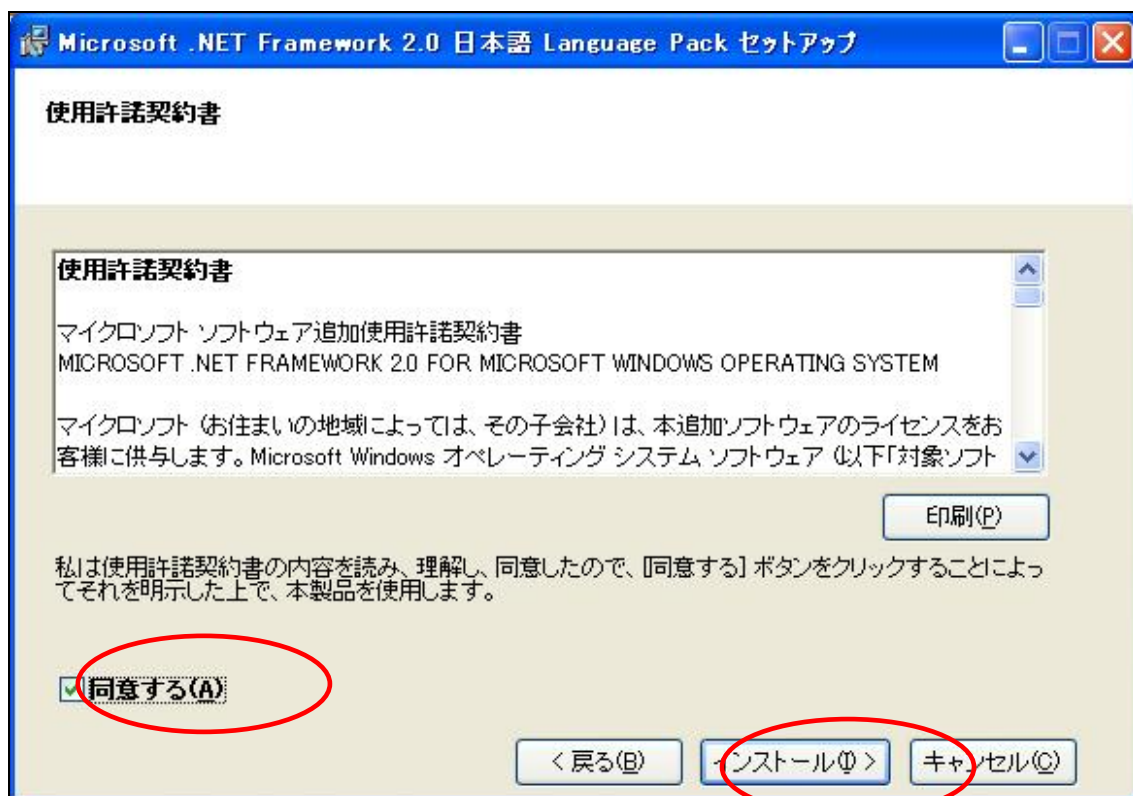 Microsoft .NET Framework 2.0 日本語 Language Pack セットアップ
使用許諾契約書
使用許諾契約書
マイクロソフト ソフトウェア追加使用許諾契約書
MICROSOFT .NET FRAMEWORK 2.0 FOR MICROSOFT WINDOWS OPERATING SYSTEM
マイクロソフト (お住まいの地域によっては、その子会社) は、本追加ソフトウェアのライセンスをお
客様に供与します。Microsoft Windows オペレーティング システム ソフトウェア (以下「対象ソフト
印刷(P)
私は使用許諾契約書の内容を読み、理解し、同意したので、[同意する] ボタンをクリックすることによっ
てそれを明示した上で、本製品を使用します。
同意する(A)
< 戻る(B)
インストール(I) >
キャンセル(C)